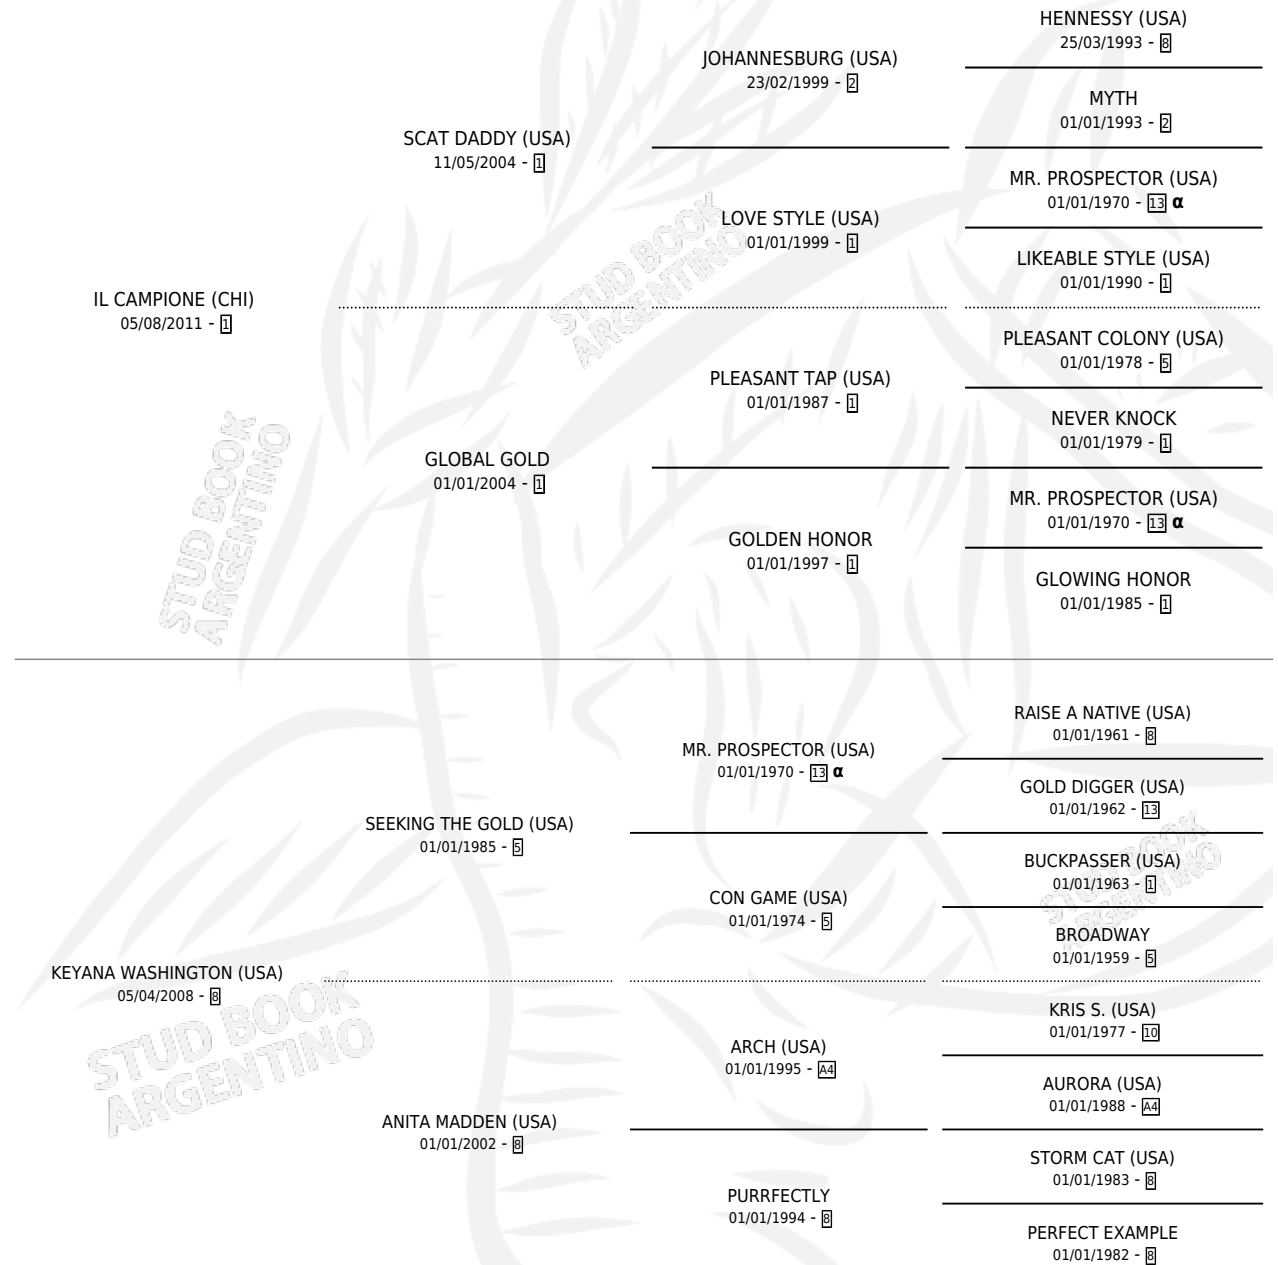 HENNESSY (USA)
25/03/1993 - 8
JOHANNESBURG (USA)
23/02/1999 - 2
MYTH
01/01/1993 - 2
SCAT DADDY (USA)
11/05/2004 - 1
MR. PROSPECTOR (USA)
01/01/1970 - 13 α
LOVE STYLE (USA)
01/01/1999 - 1
LIKEABLE STYLE (USA)
01/01/1990 - 1
IL CAMPIONE (CHI)
05/08/2011 - 1
PLEASANT COLONY (USA)
01/01/1978 - 5
PLEASANT TAP (USA)
01/01/1987 - 1
NEVER KNOCK
01/01/1979 - 1
GLOBAL GOLD
01/01/2004 - 1
MR. PROSPECTOR (USA)
01/01/1970 - 13 α
GOLDEN HONOR
01/01/1997 - 1
GLOWING HONOR
01/01/1985 - 1
RAISE A NATIVE (USA)
01/01/1961 - 8
MR. PROSPECTOR (USA)
01/01/1970 - 13 α
GOLD DIGGER (USA)
01/01/1962 - 13
SEEKING THE GOLD (USA)
01/01/1985 - 5
BUCKPASSER (USA)
01/01/1963 - 1
CON GAME (USA)
01/01/1974 - 5
BROADWAY
01/01/1959 - 5
KEYANA WASHINGTON (USA)
05/04/2008 - 8
KRIS S. (USA)
01/01/1977 - 10
ARCH (USA)
01/01/1995 - A4
AURORA (USA)
01/01/1988 - A4
ANITA MADDEN (USA)
01/01/2002 - 8
STORM CAT (USA)
01/01/1983 - 8
PURRFECTLY
01/01/1994 - 8
PERFECT EXAMPLE
01/01/1982 - 8
STUD BOOK
ARGENTINO
STUD BOOK
ARGENTINO
STUD BOOK
ARGENTINO
STUD BOOK
ARGENTINO